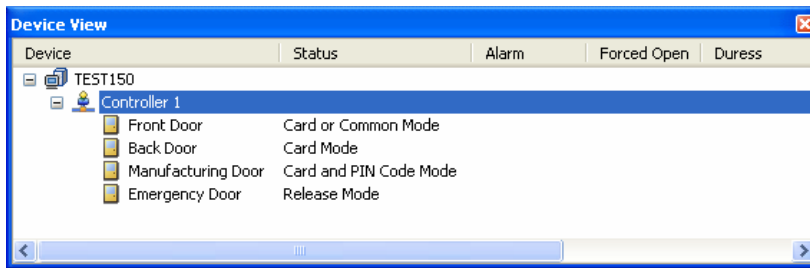 Device View
Device Status Alarm Forced Open Duress
TEST150
Controller 1
Front Door Card or Common Mode
Back Door Card Mode
Manufacturing Door Card and PIN Code Mode
Emergency Door Release Mode